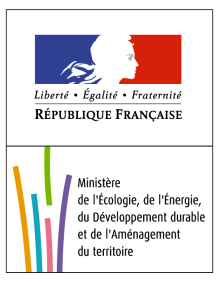 Liberté • Égalité • Fraternité
RÉPUBLIQUE FRANÇAISE
Ministère
de l'Écologie, de l'Énergie,
du Développement durable
et de l'Aménagement
du territoire